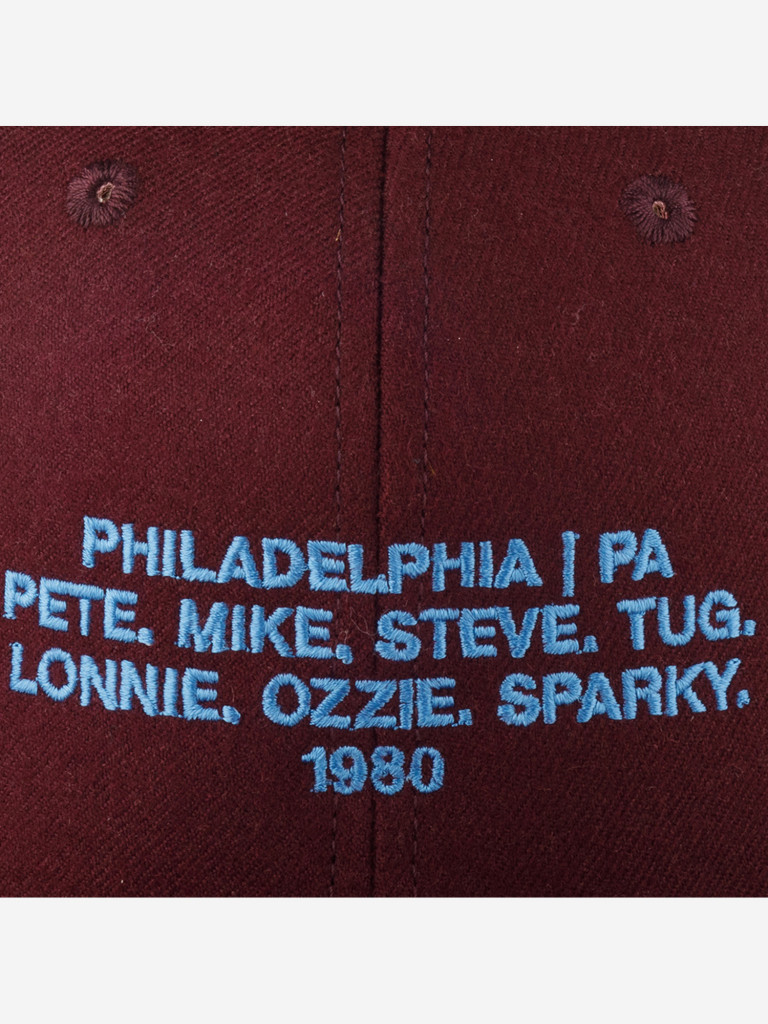 PHILADELPHIA | PA
PETE. MIKE. STEVE. TUG.
LONNIE. OZZIE. SPARKY.
1980